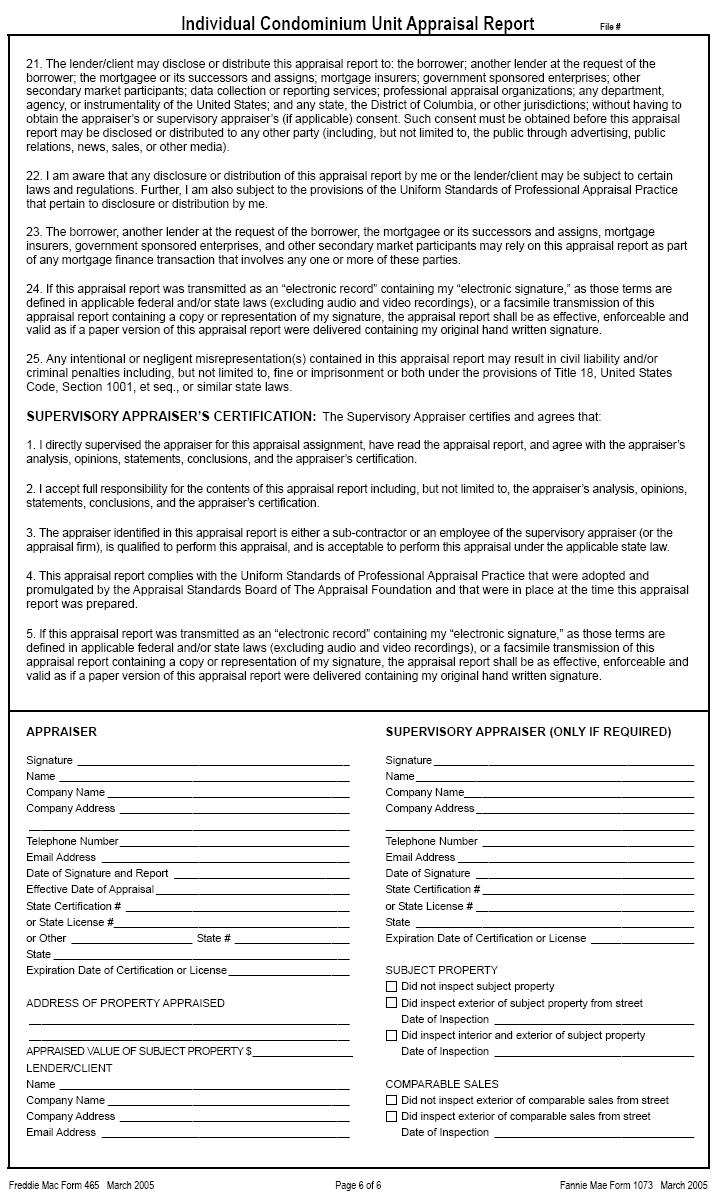 Individual Condominium Unit Appraisal Report File #
21. The lender/client may disclose or distribute this appraisal report to: the borrower; another lender at the request of the
borrower; the mortgagee or its successors and assigns; mortgage insurers; government sponsored enterprises; other
secondary market participants; data collection or reporting services; professional appraisal organizations; any department,
agency, or instrumentality of the United States; and any state, the District of Columbia, or other jurisdictions; without having to
obtain the appraiser's or supervisory appraiser's (if applicable) consent. Such consent must be obtained before this appraisal
report may be disclosed or distributed to any other party (including, but not limited to, the public through advertising, public
relations, news, sales, or other media).
22. I am aware that any disclosure or distribution of this appraisal report by me or the lender/client may be subject to certain
laws and regulations. Further, I am also subject to the provisions of the Uniform Standards of Professional Appraisal Practice
that pertain to disclosure or distribution by me.
23. The borrower, another lender at the request of the borrower, the mortgagee or its successors and assigns, mortgage
insurers, government sponsored enterprises, and other secondary market participants may rely on this appraisal report as part
of any mortgage finance transaction that involves any one or more of these parties.
24. If this appraisal report was transmitted as an “electronic record” containing my “electronic signature,” as those terms are
defined in applicable federal and/or state laws (excluding audio and video recordings), or a facsimile transmission of this
appraisal report containing a copy or representation of my signature, the appraisal report shall be as effective, enforceable and
valid as if a paper version of this appraisal report were delivered containing my original hand written signature.
25. Any intentional or negligent misrepresentation(s) contained in this appraisal report may result in civil liability and/or
criminal penalties including, but not limited to, fine or imprisonment or both under the provisions of Title 18, United States
Code, Section 1001, et seq., or similar state laws.
SUPERVISORY APPRAISER'S CERTIFICATION: The Supervisory Appraiser certifies and agrees that:
1. I directly supervised the appraiser for this appraisal assignment, have read the appraisal report, and agree with the appraiser's
analysis, opinions, statements, conclusions, and the appraiser's certification.
2. I accept full responsibility for the contents of this appraisal report including, but not limited to, the appraiser's analysis, opinions,
statements, conclusions, and the appraiser's certification.
3. The appraiser identified in this appraisal report is either a sub-contractor or an employee of the supervisory appraiser (or the
appraisal firm), is qualified to perform this appraisal, and is acceptable to perform this appraisal under the applicable state law.
4. This appraisal report complies with the Uniform Standards of Professional Appraisal Practice that were adopted and
promulgated by the Appraisal Standards Board of The Appraisal Foundation and that were in place at the time this appraisal
report was prepared.
5. If this appraisal report was transmitted as an “electronic record” containing my “electronic signature,” as those terms are
defined in applicable federal and/or state laws (excluding audio and video recordings), or a facsimile transmission of this
appraisal report containing a copy or representation of my signature, the appraisal report shall be as effective, enforceable and
valid as if a paper version of this appraisal report were delivered containing my original hand written signature.
APPRAISER
Signature
Name
Company Name
Company Address
Telephone Number
Email Address
Date of Signature and Report
Effective Date of Appraisal
State Certification #
or State License #
or Other State #
State
Expiration Date of Certification or License
ADDRESS OF PROPERTY APPRAISED
APPRAISED VALUE OF SUBJECT PROPERTY $
LENDER/CLIENT
Name
Company Name
Company Address
Email Address
SUPERVISORY APPRAISER (ONLY IF REQUIRED)
Signature
Name
Company Name
Company Address
Telephone Number
Email Address
Date of Signature
State Certification #
or State License #
State
Expiration Date of Certification or License
SUBJECT PROPERTY
Did not inspect subject property
Did inspect exterior of subject property from street
Date of Inspection
Did inspect interior and exterior of subject property
Date of Inspection
COMPARABLE SALES
Did not inspect exterior of comparable sales from street
Did inspect exterior of comparable sales from street
Date of Inspection
Freddie Mac Form 465 March 2005 Page 6 of 6 Fannie Mae Form 1073 March 2005